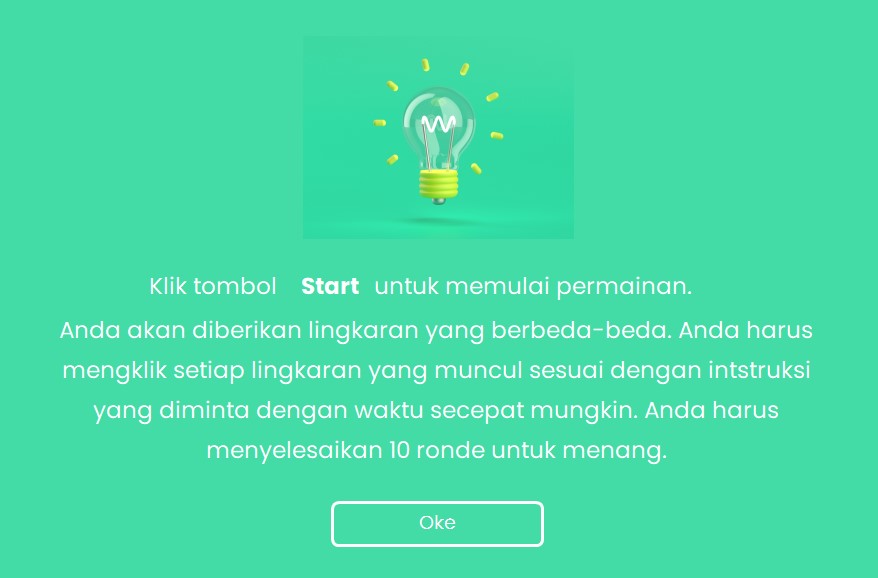 Klik tombol Start untuk memulai permainan.
Anda akan diberikan lingkaran yang berbeda-beda. Anda harus
mengklik setiap lingkaran yang muncul sesuai dengan intstruksi
yang diminta dengan waktu secepat mungkin. Anda harus
menyelesaikan 10 ronde untuk menang.
Oke